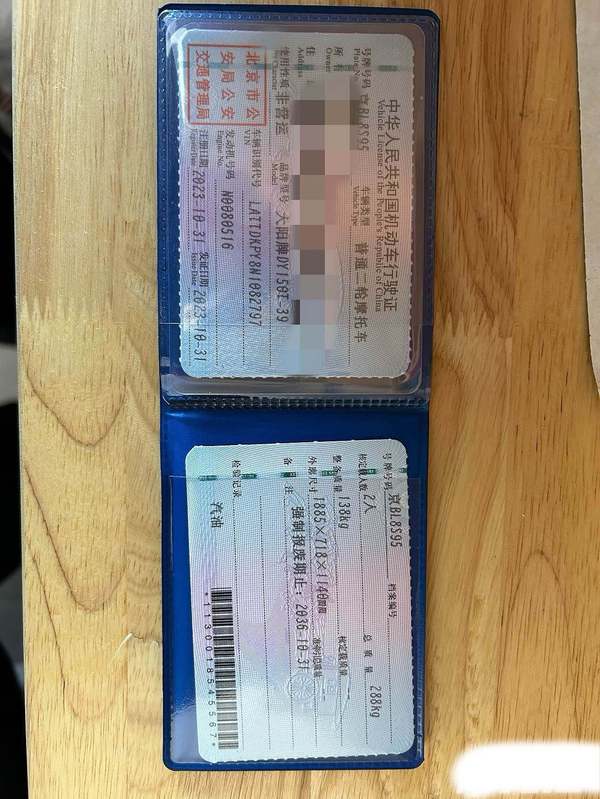 中华人民共和国机动车行驶证
Vehicle License of the People's Republic of China
号牌号码 京BL8S95 车辆类型 普通二轮摩托车
Plate No. Vehicle Type
所有人
Owner
住
Address
使用性质 非营运 品牌型号 大阳牌DY150T-39
Use Character Model
北京市公
安局公安
交通管理局
车辆识别代号 LATTDKPY8N1082797
VIN
发动机号码 N0080516
Engine No.
注册日期 2023-10-31 发证日期 2023-10-31
Register Date Issue Date
号牌号码 京BL8S95 档案编号
核定载人数 2人 总质量 288kg
整备质量 138kg 核定载质量
外廓尺寸 1885×718×1140mm 准牵引总质量
备注 强制报废期止：2036-10-31
检验记录 汽油
*1130018545567*